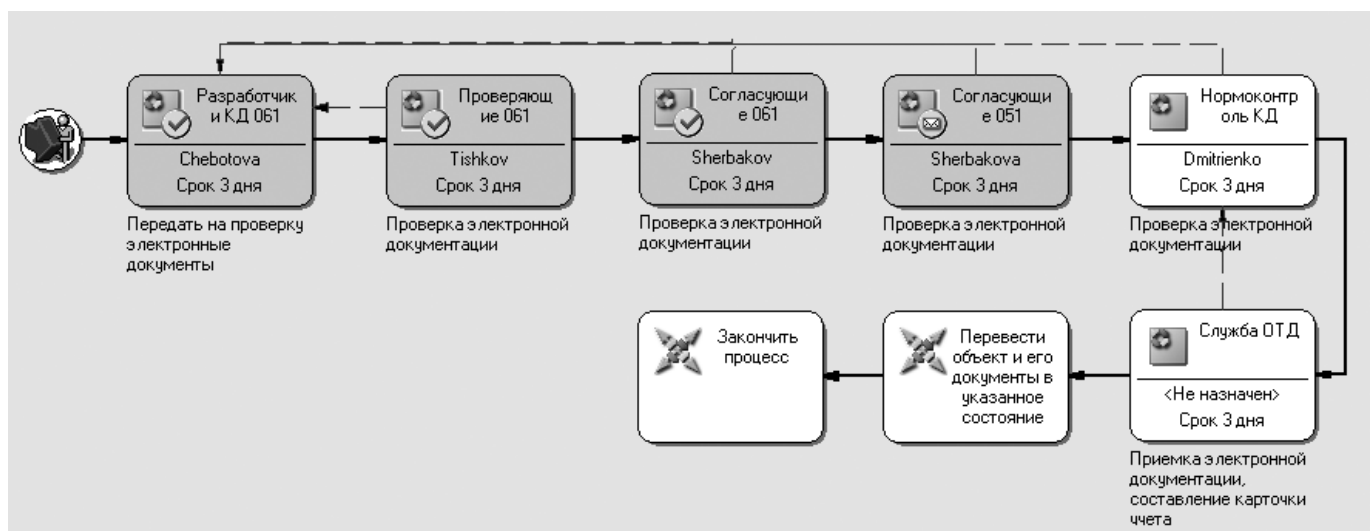 Разработчик
и КД 061
Chebotova
Срок 3 дня
Передать на проверку
электронные
документы
Проверяющ
ие 061
Tishkov
Срок 3 дня
Проверка электронной
документации
Согласующи
е 061
Sherbakov
Срок 3 дня
Проверка электронной
документации
Согласующи
е 051
Sherbakova
Срок 3 дня
Проверка электронной
документации
Нормоконтр
оль КД
Dmitrienko
Срок 3 дня
Проверка электронной
документации
Закончить
процесс
Перевести
объект и его
документы в
указанное
состояние
Служба ОТД
<Не назначен>
Срок 3 дня
Приемка электронной
документации,
составление карточки
учета